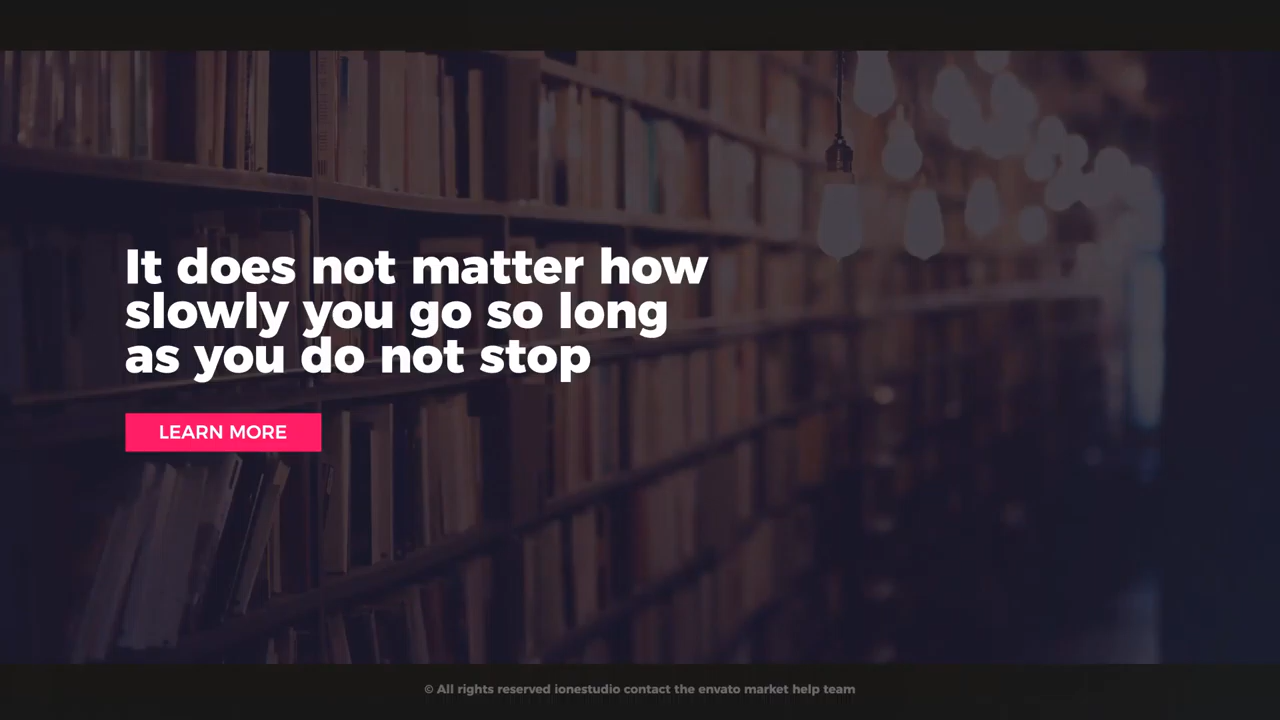 It does not matter how
slowly you go so long
as you do not stop
LEARN MORE
© All rights reserved ionestudio contact the envato market help team